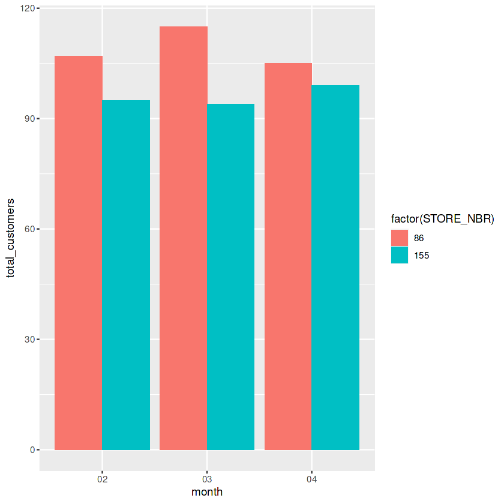 120
90
60
30
0
total_customers
02 03 04
month
factor(STORE_NBR)
86
155